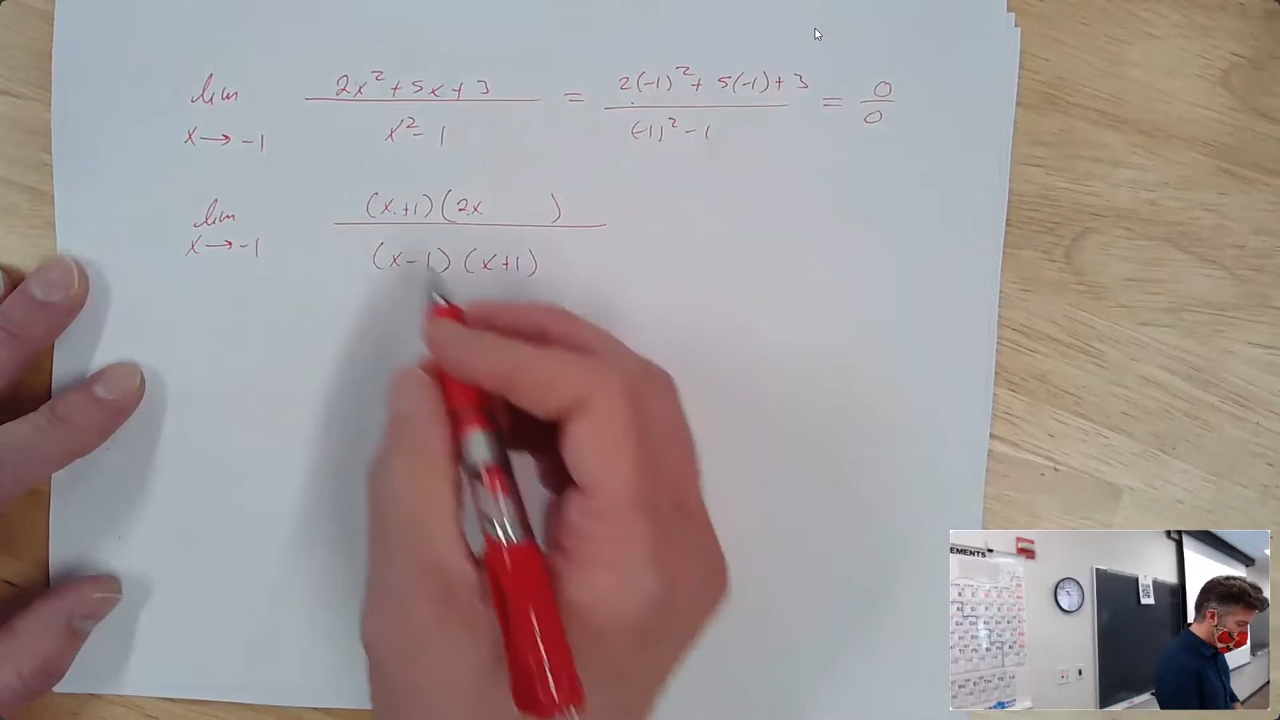 lim 2x²+5x+3 = 2(-1)²+ 5(-1)+3 = 0
x→-1 x²-1 (-1)²-1 0
lim (x+1)(2x )
x→-1 (x-1)(x+1)
EMENTS